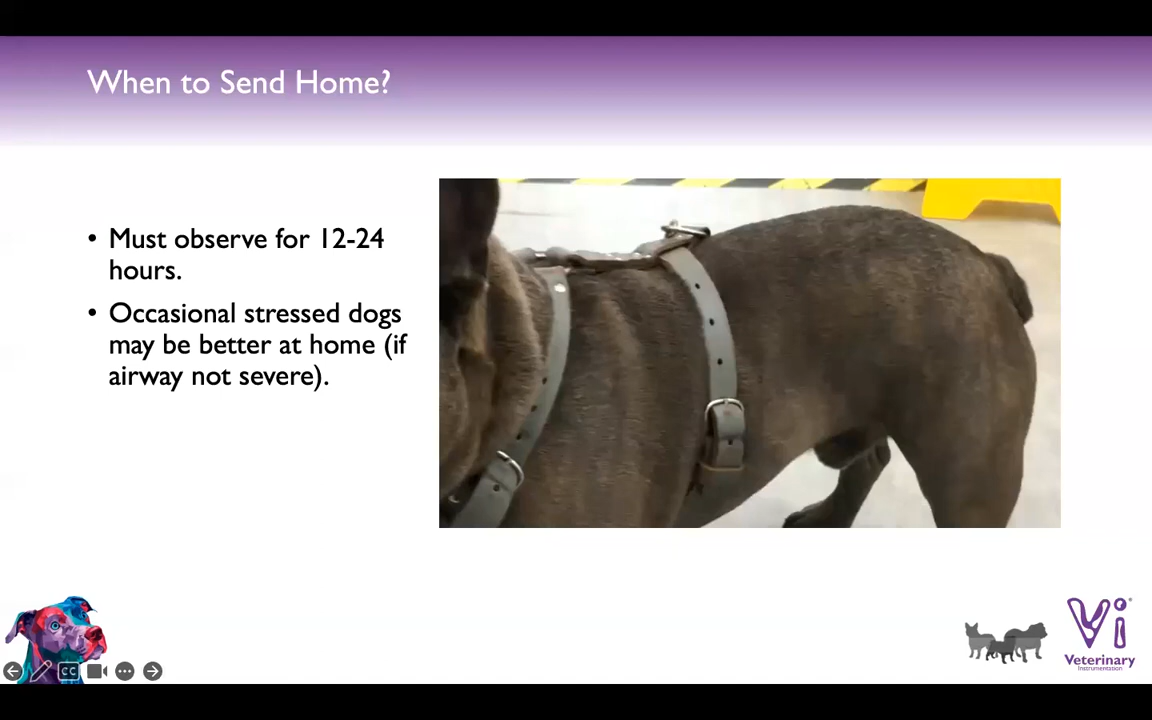 When to Send Home?
• Must observe for 12-24
hours.
• Occasional stressed dogs
may be better at home (if
airway not severe).
CC
Vi
Veterinary
Instrumentation